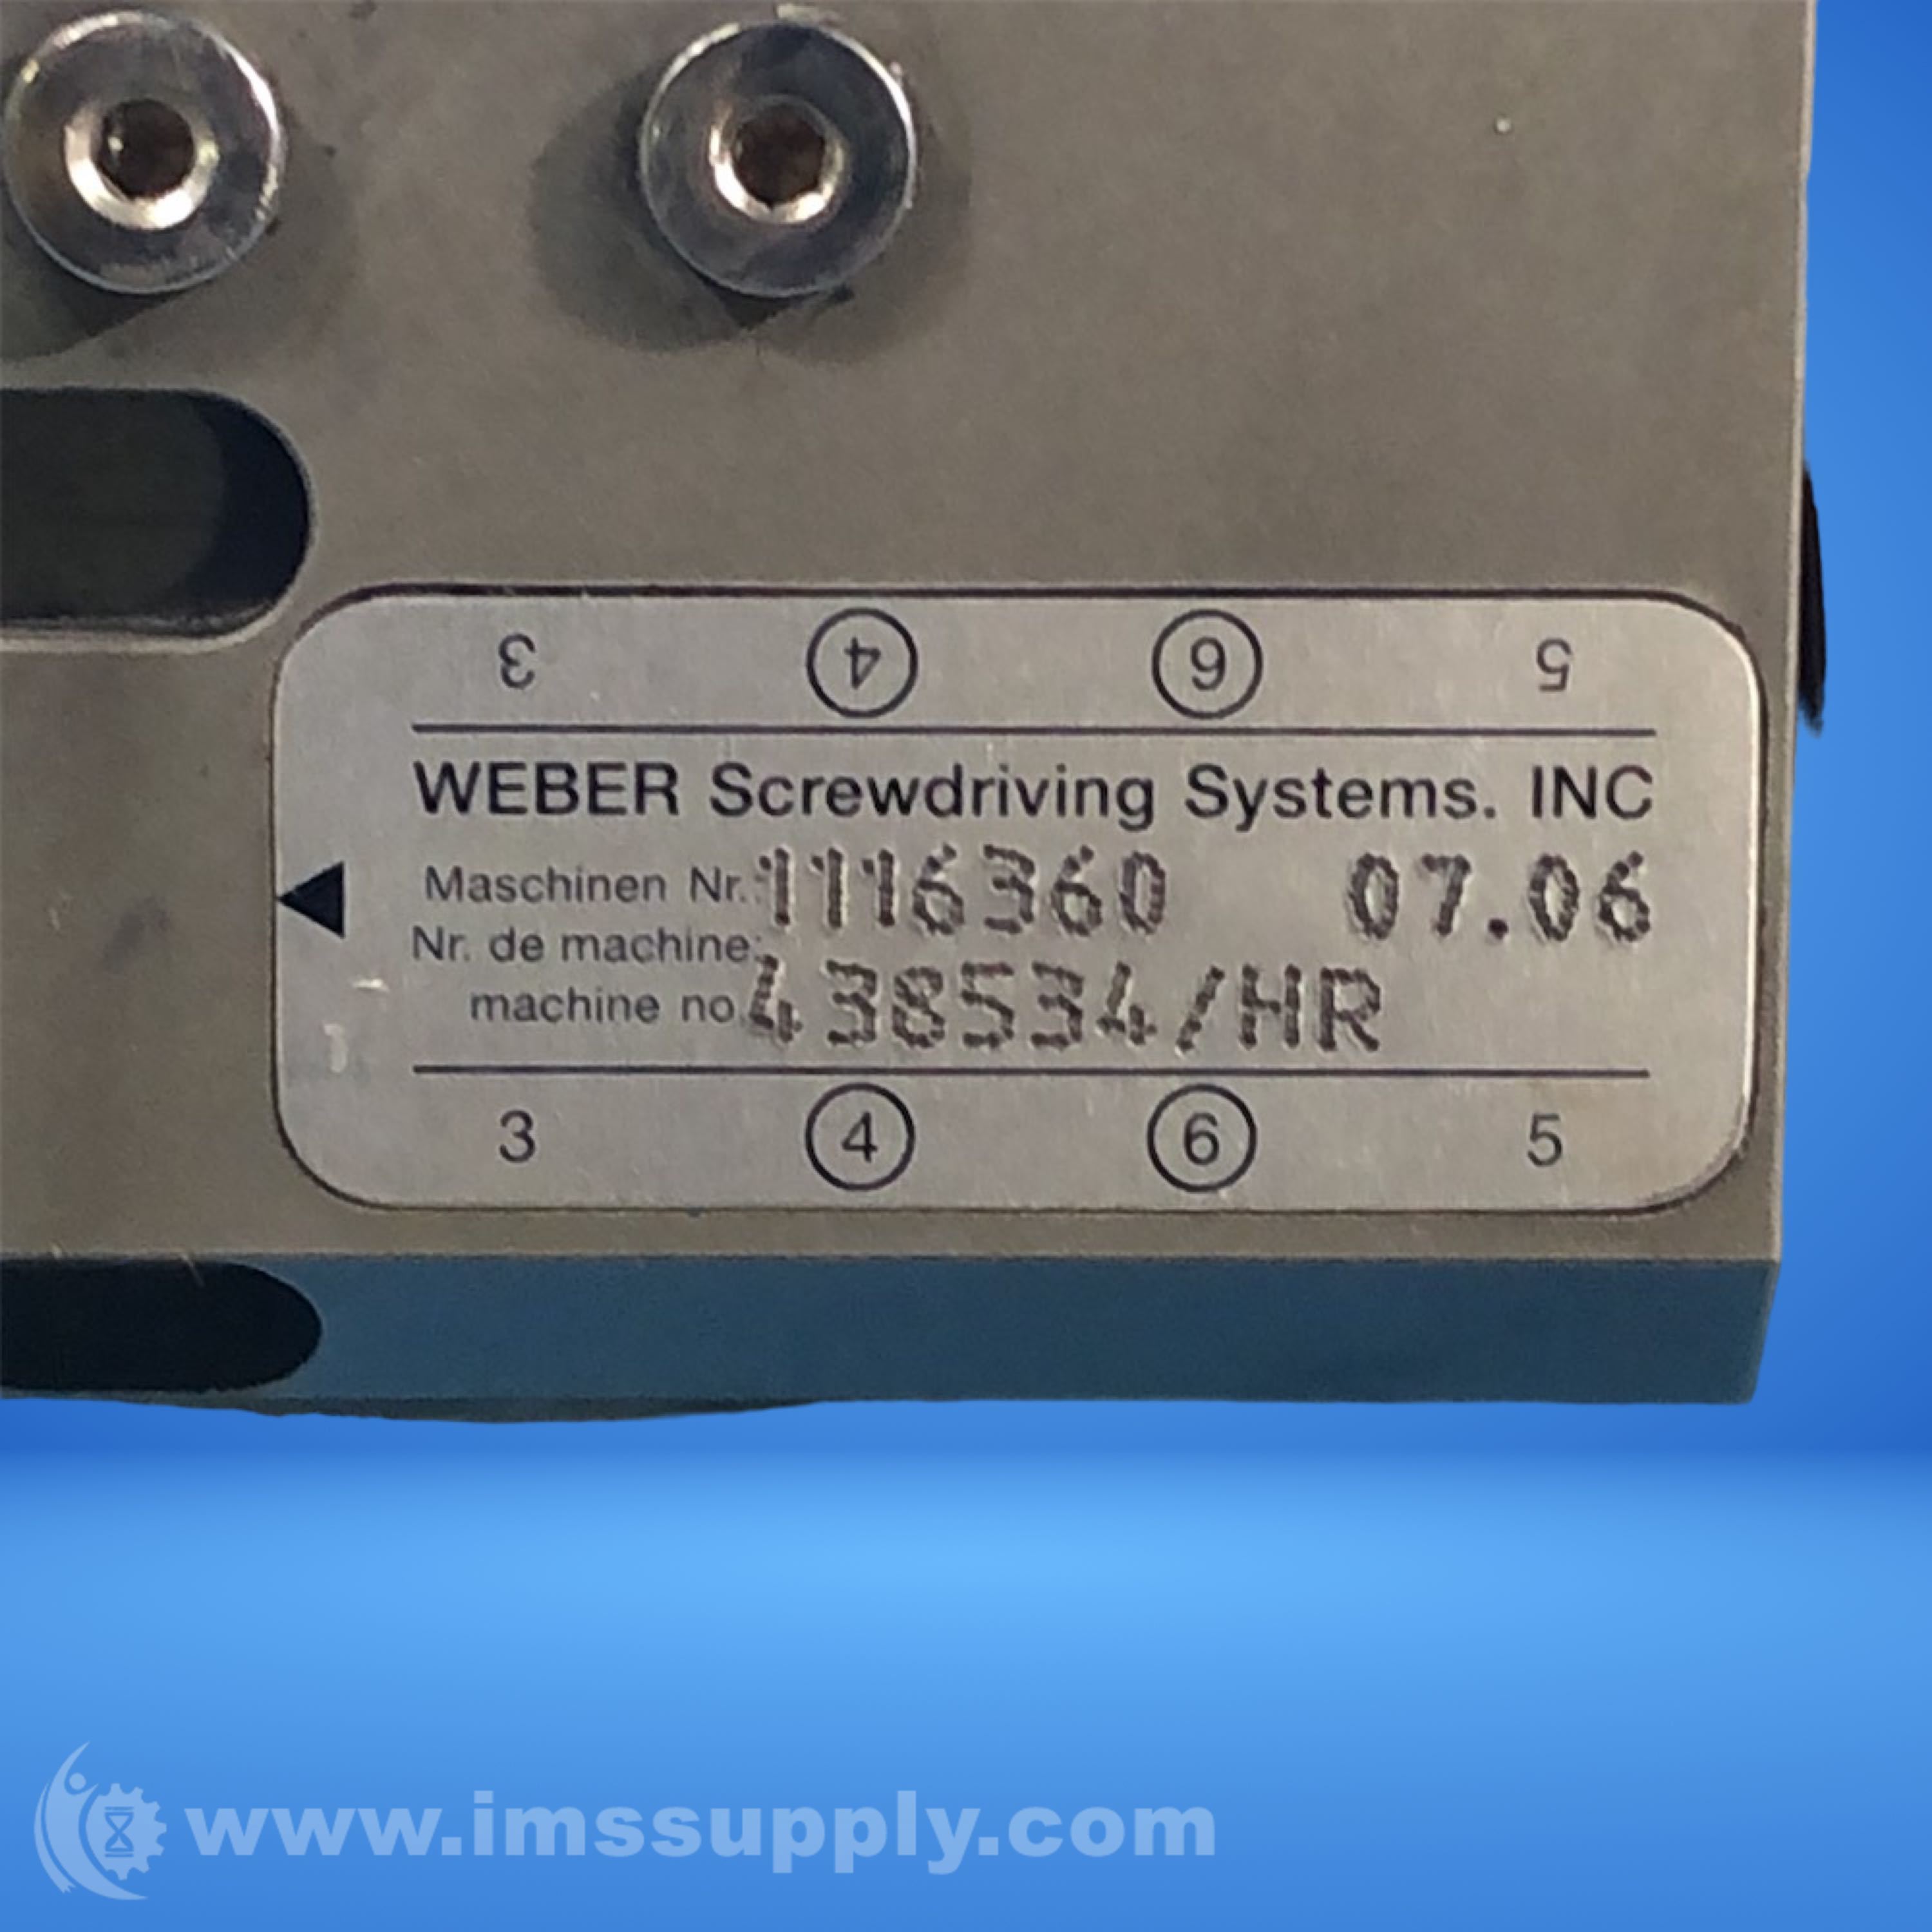 3 ④ ⑥ 5
WEBER Screwdriving Systems. INC
Maschinen Nr.: 1116360 07.06
Nr. de machine:
machine no. 438534/HR
3 ④ ⑥ 5
www.imssupply.com